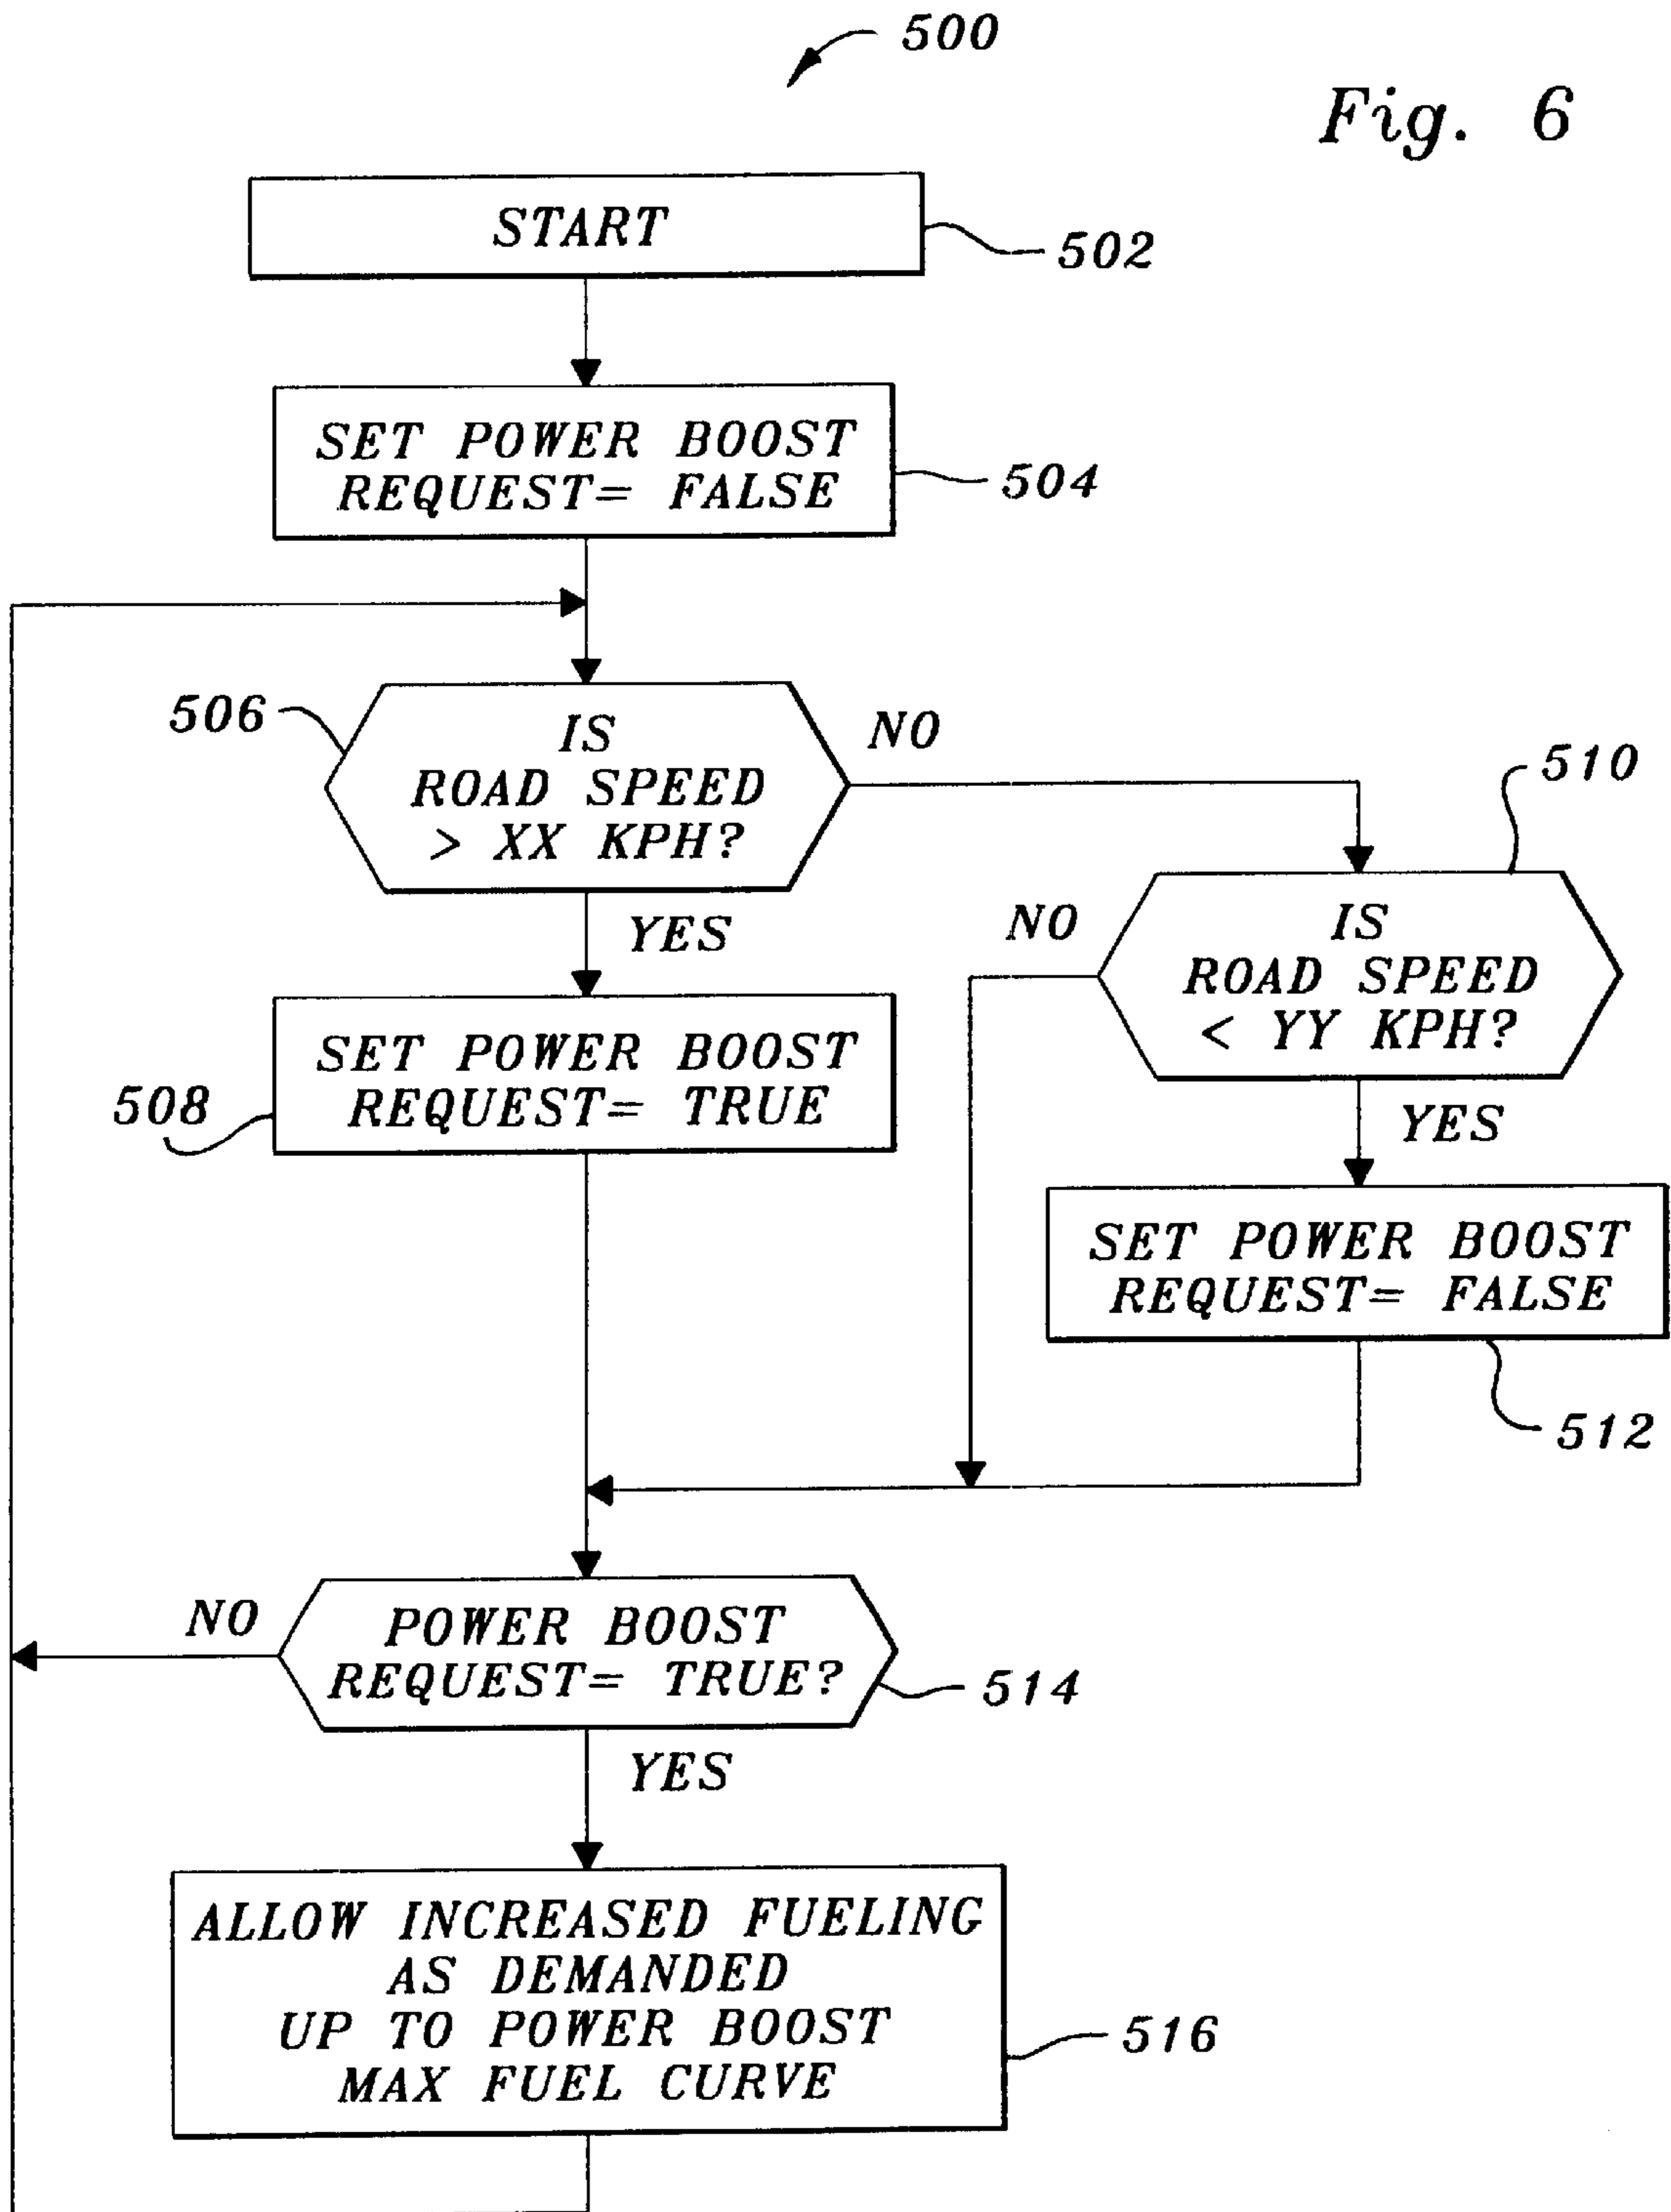 500
Fig. 6
START
502
SET POWER BOOST
REQUEST= FALSE
504
506
IS
ROAD SPEED
> XX KPH?
NO
YES
510
IS
ROAD SPEED
< YY KPH?
NO
YES
SET POWER BOOST
REQUEST= TRUE
508
SET POWER BOOST
REQUEST= FALSE
512
POWER BOOST
REQUEST= TRUE?
NO
514
YES
ALLOW INCREASED FUELING
AS DEMANDED
UP TO POWER BOOST
MAX FUEL CURVE
516